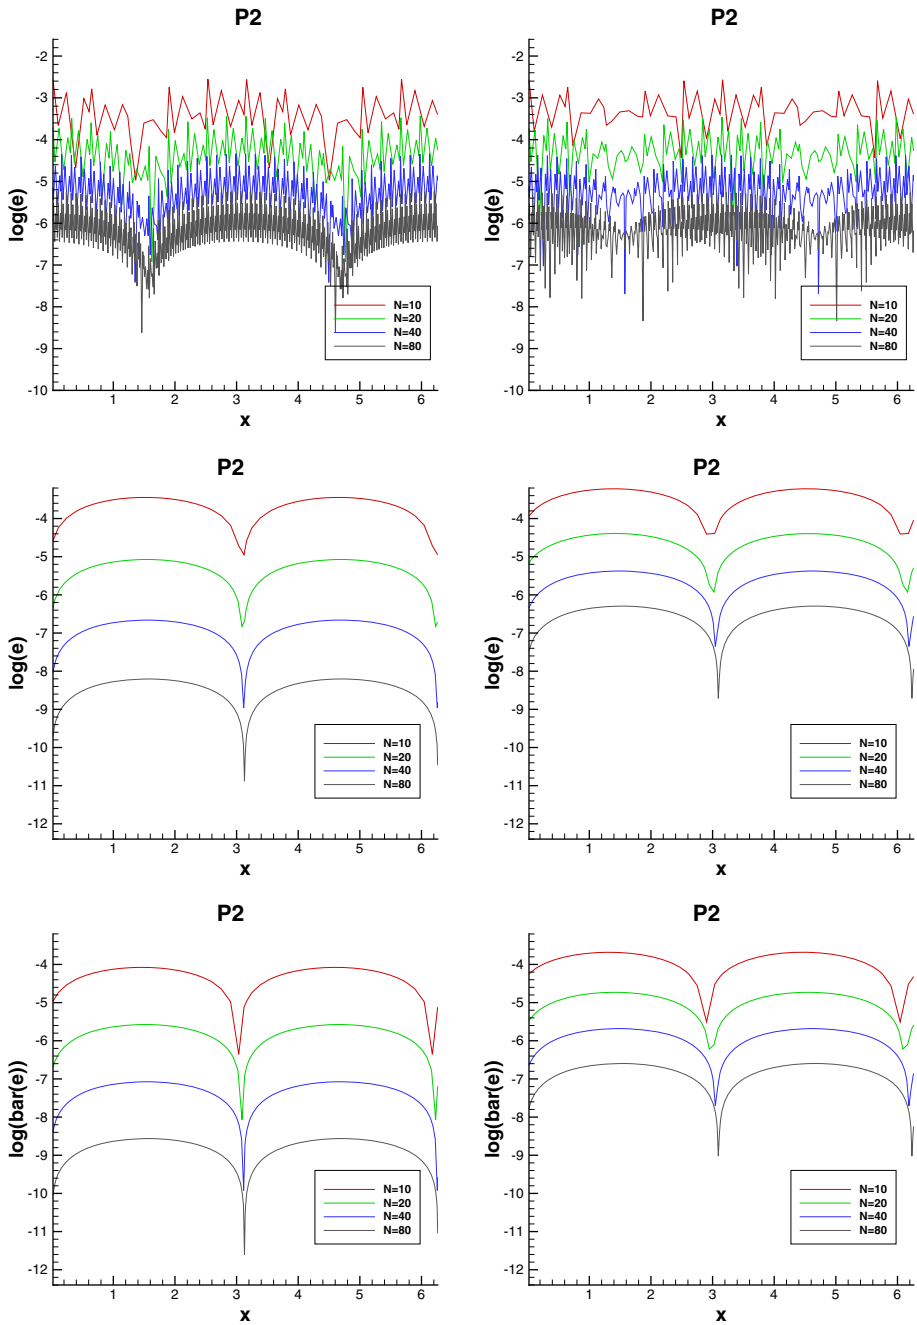 P2
log(e)
-2
-3
-4
-5
-6
-7
-8
-9
-10
N=10
N=20
N=40
N=80
1 2 3 4 5 6
x
P2
log(e)
-2
-3
-4
-5
-6
-7
-8
-9
-10
N=10
N=20
N=40
N=80
1 2 3 4 5 6
x
P2
log(e)
-4
-5
-6
-7
-8
-9
-10
-11
-12
N=10
N=20
N=40
N=80
1 2 3 4 5 6
x
P2
log(e)
-4
-5
-6
-7
-8
-9
-10
-11
-12
N=10
N=20
N=40
N=80
1 2 3 4 5 6
x
P2
log(bar(e))
-4
-5
-6
-7
-8
-9
-10
-11
-12
N=10
N=20
N=40
N=80
1 2 3 4 5 6
x
P2
log(bar(e))
-4
-5
-6
-7
-8
-9
-10
-11
-12
N=10
N=20
N=40
N=80
1 2 3 4 5 6
x